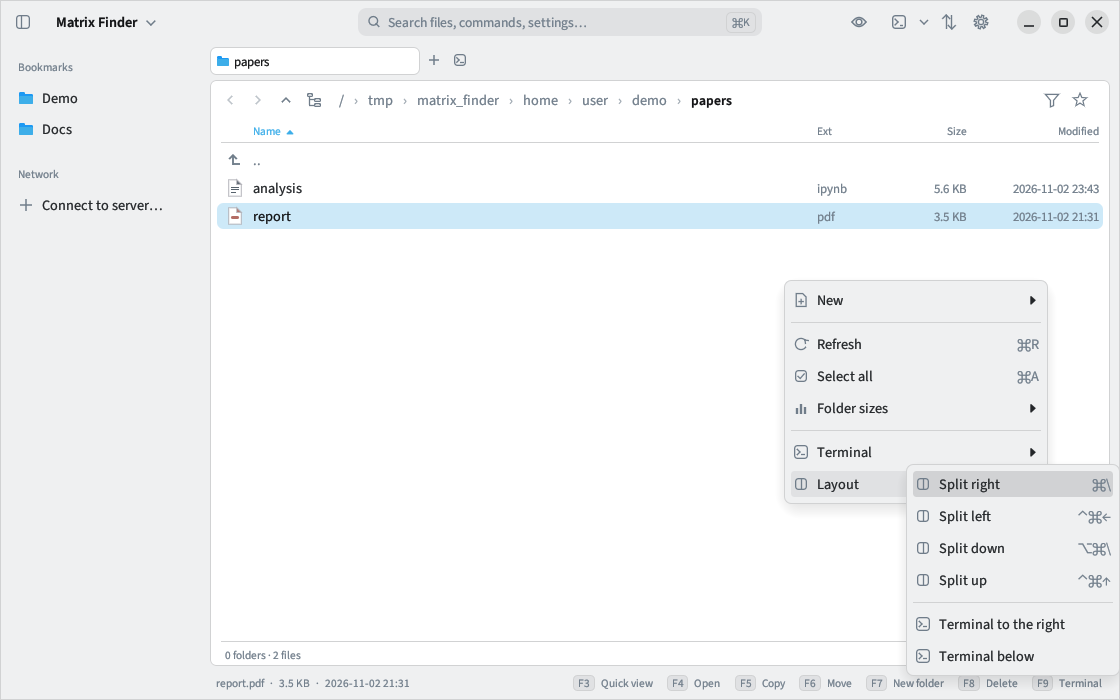 Matrix Finder
Search files, commands, settings… ⌘K
Bookmarks
Demo
Docs
Network
Connect to server…
papers
/ › tmp › matrix_finder › home › user › demo › papers
Name Ext Size Modified
..
analysis ipynb 5.6 KB 2026-11-02 23:43
report pdf 3.5 KB 2026-11-02 21:31
New
Refresh ⌘R
Select all ⌘A
Folder sizes
Terminal
Layout
Split right ⌘\
Split left ^⌘←
Split down ⌥⌘\
Split up ^⌘↑
Terminal to the right
Terminal below
0 folders · 2 files
report.pdf · 3.5 KB · 2026-11-02 21:31
F3 Quick view F4 Open F5 Copy F6 Move F7 New folder F8 Delete F9 Terminal